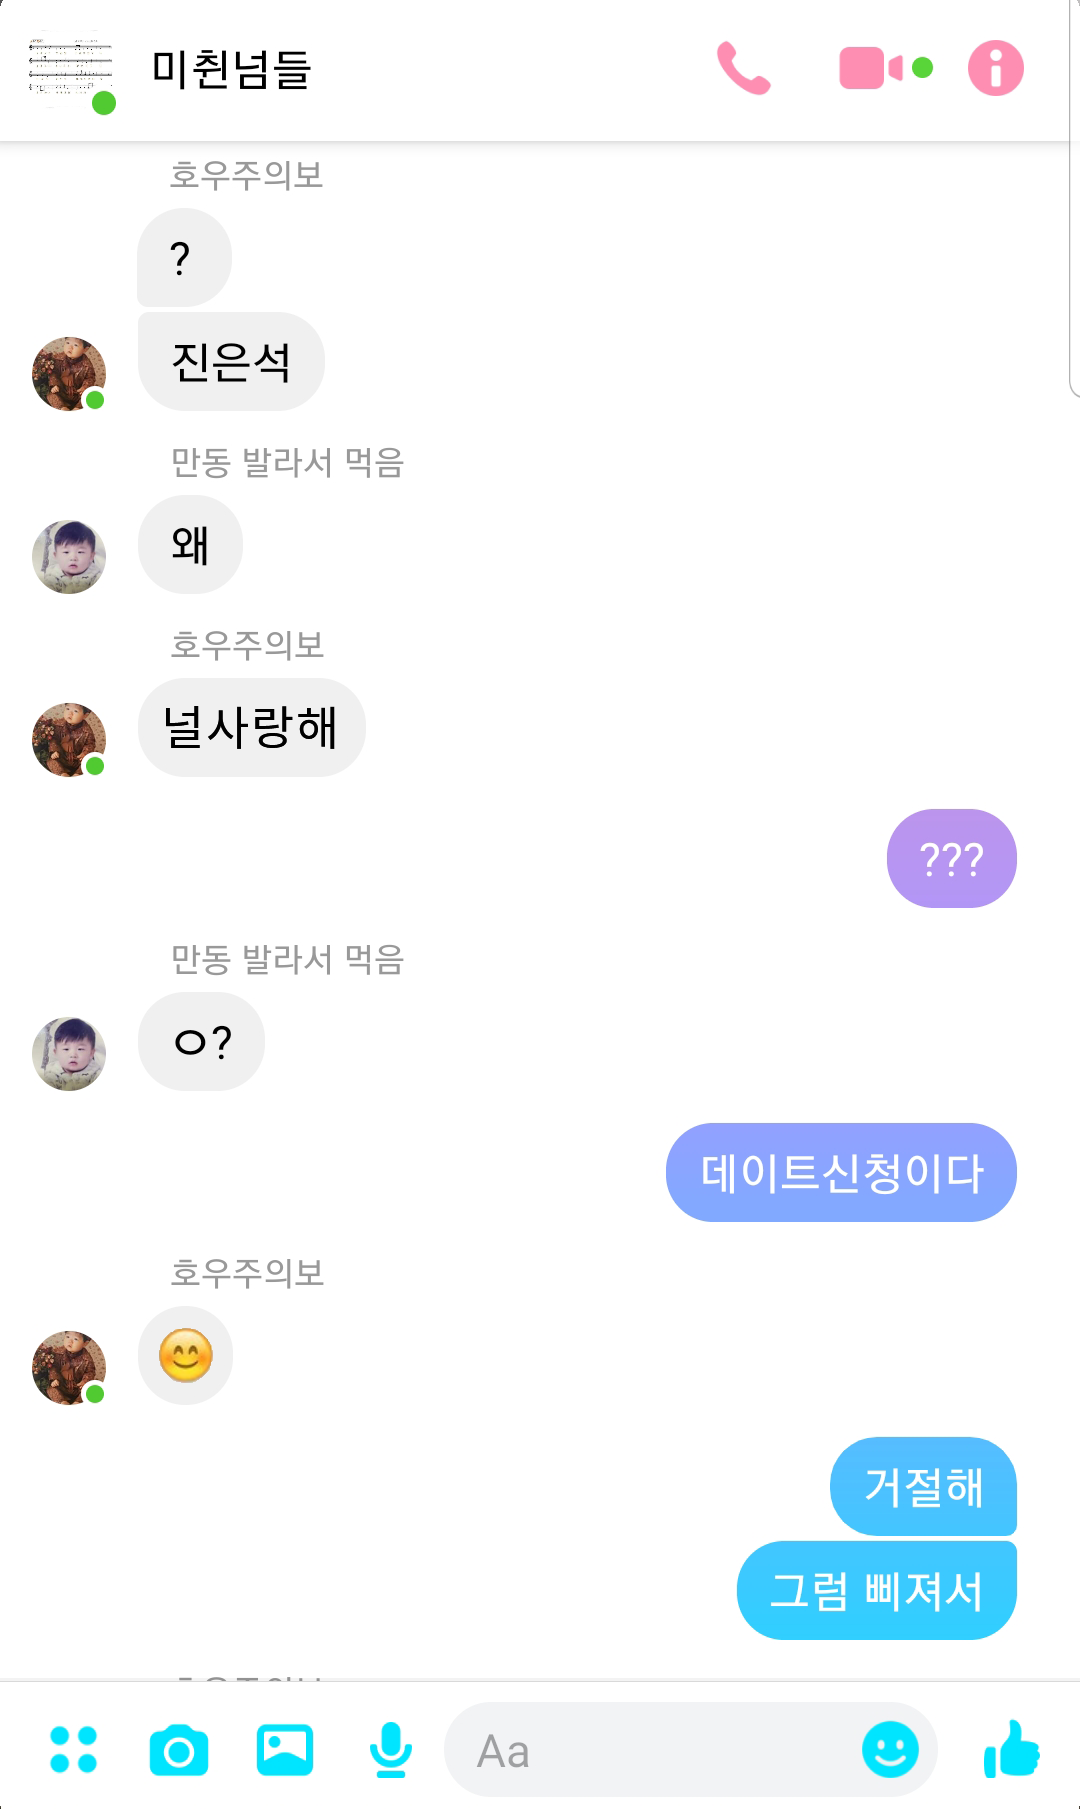 미췬넘들
호우주의보
?
진은석
만동 발라서 먹음
왜
호우주의보
널사랑해
???
만동 발라서 먹음
ㅇ?
데이트신청이다
호우주의보
😊
거절해
그럼 삐져서
Aa